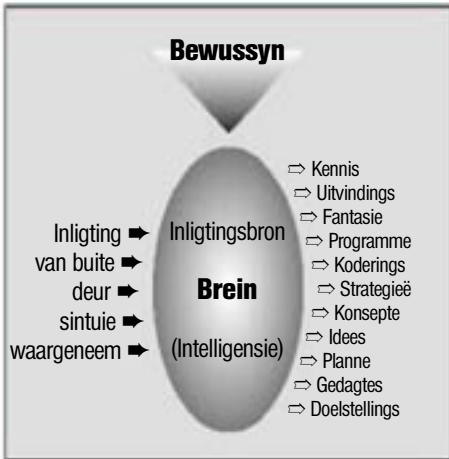 Bewussyn
Inligting ➨
van buite ➨
deur ➨
sintuie ➨
waargeneem ➨
Inligtingsbron
Brein
(Intelligensie)
⇨ Kennis
⇨ Uitvindings
⇨ Fantasie
⇨ Programme
⇨ Koderings
⇨ Strategieë
⇨ Konsepte
⇨ Idees
⇨ Planne
⇨ Gedagtes
⇨ Doelstellings